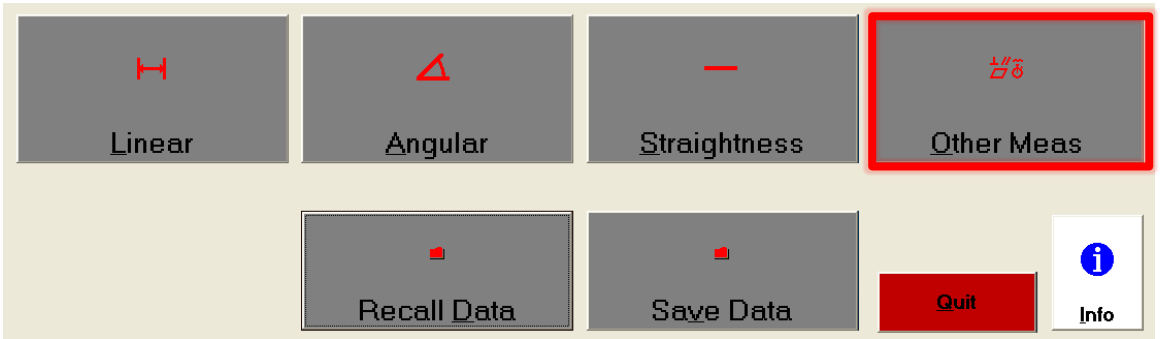 Linear
Angular
Straightness
Other Meas
Recall Data
Save Data
Quit
Info